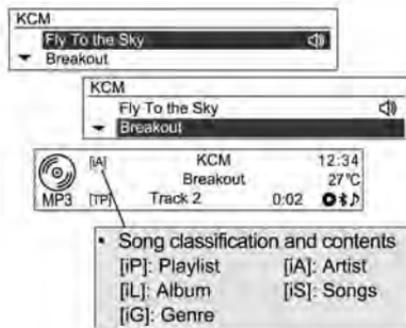 KCM
Fly To the Sky
Breakout
KCM
Fly To the Sky
Breakout
[iA] KCM 12:34
Breakout 27℃
MP3 [TP] Track 2 0:02
• Song classification and contents
[iP]: Playlist [iA]: Artist
[iL]: Album [iS]: Songs
[iG]: Genre